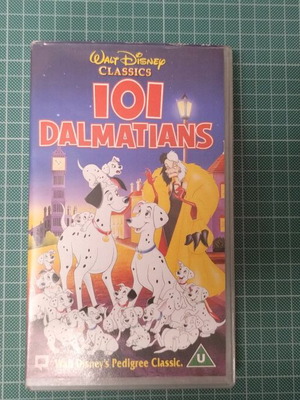 WALT DISNEY
CLASSICS
101
DALMATIANS
Walt Disney's Pedigree Classic.
U